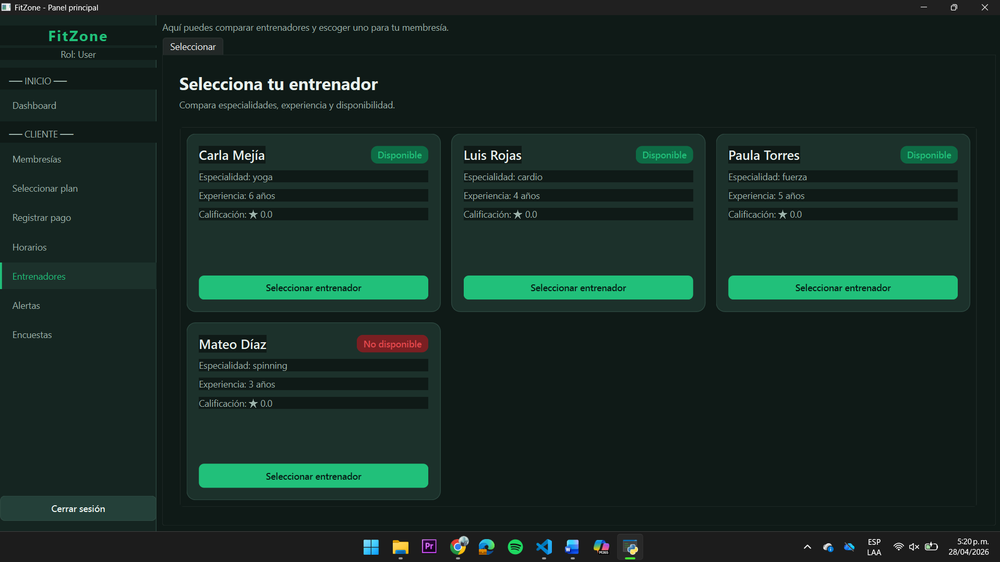 FitZone - Panel principal
FitZone
Rol: User
── INICIO ──
Dashboard
── CLIENTE ──
Membresías
Seleccionar plan
Registrar pago
Horarios
Entrenadores
Alertas
Encuestas
Cerrar sesión
Aquí puedes comparar entrenadores y escoger uno para tu membresía.
Seleccionar
Selecciona tu entrenador
Compara especialidades, experiencia y disponibilidad.
Carla Mejía
Disponible
Especialidad: yoga
Experiencia: 6 años
Calificación: ★ 0.0
Seleccionar entrenador
Luis Rojas
Disponible
Especialidad: cardio
Experiencia: 4 años
Calificación: ★ 0.0
Seleccionar entrenador
Paula Torres
Disponible
Especialidad: fuerza
Experiencia: 5 años
Calificación: ★ 0.0
Seleccionar entrenador
Mateo Díaz
No disponible
Especialidad: spinning
Experiencia: 3 años
Calificación: ★ 0.0
Seleccionar entrenador
Pr
W
M365
ESP
LAA
5:20 p. m.
28/04/2026